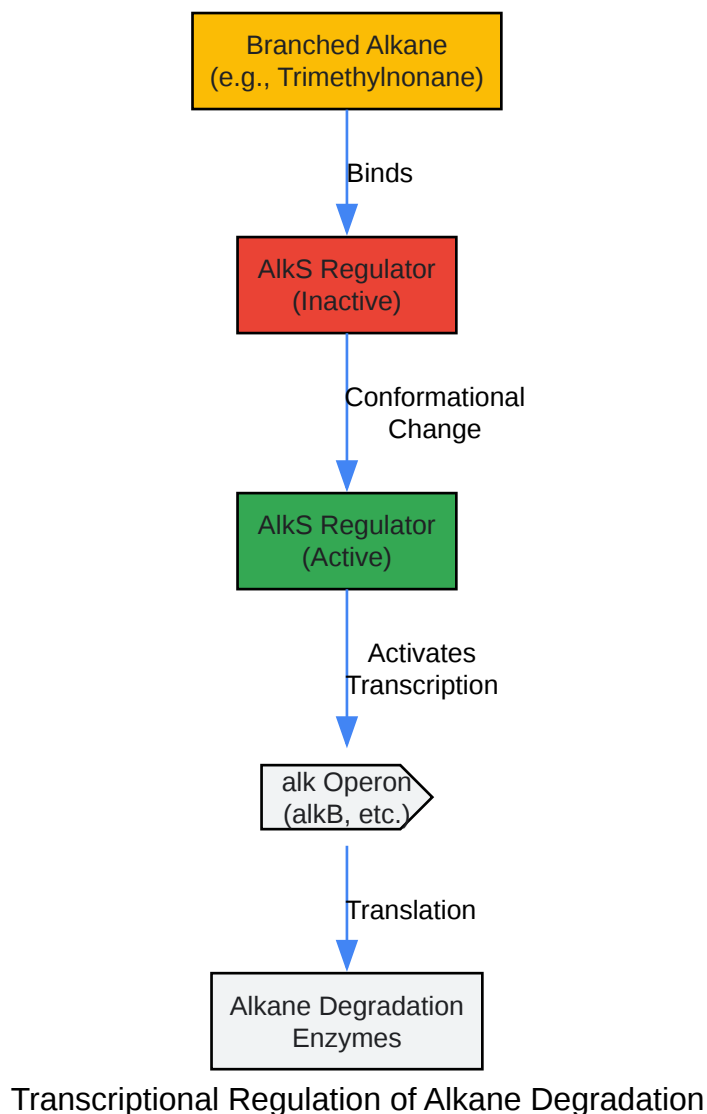 Branched Alkane
(e.g., Trimethylnonane)
Binds
AlkS Regulator
(Inactive)
Conformational
Change
AlkS Regulator
(Active)
Activates
Transcription
alk Operon
(alkB, etc.)
Translation
Alkane Degradation
Enzymes
Transcriptional Regulation of Alkane Degradation